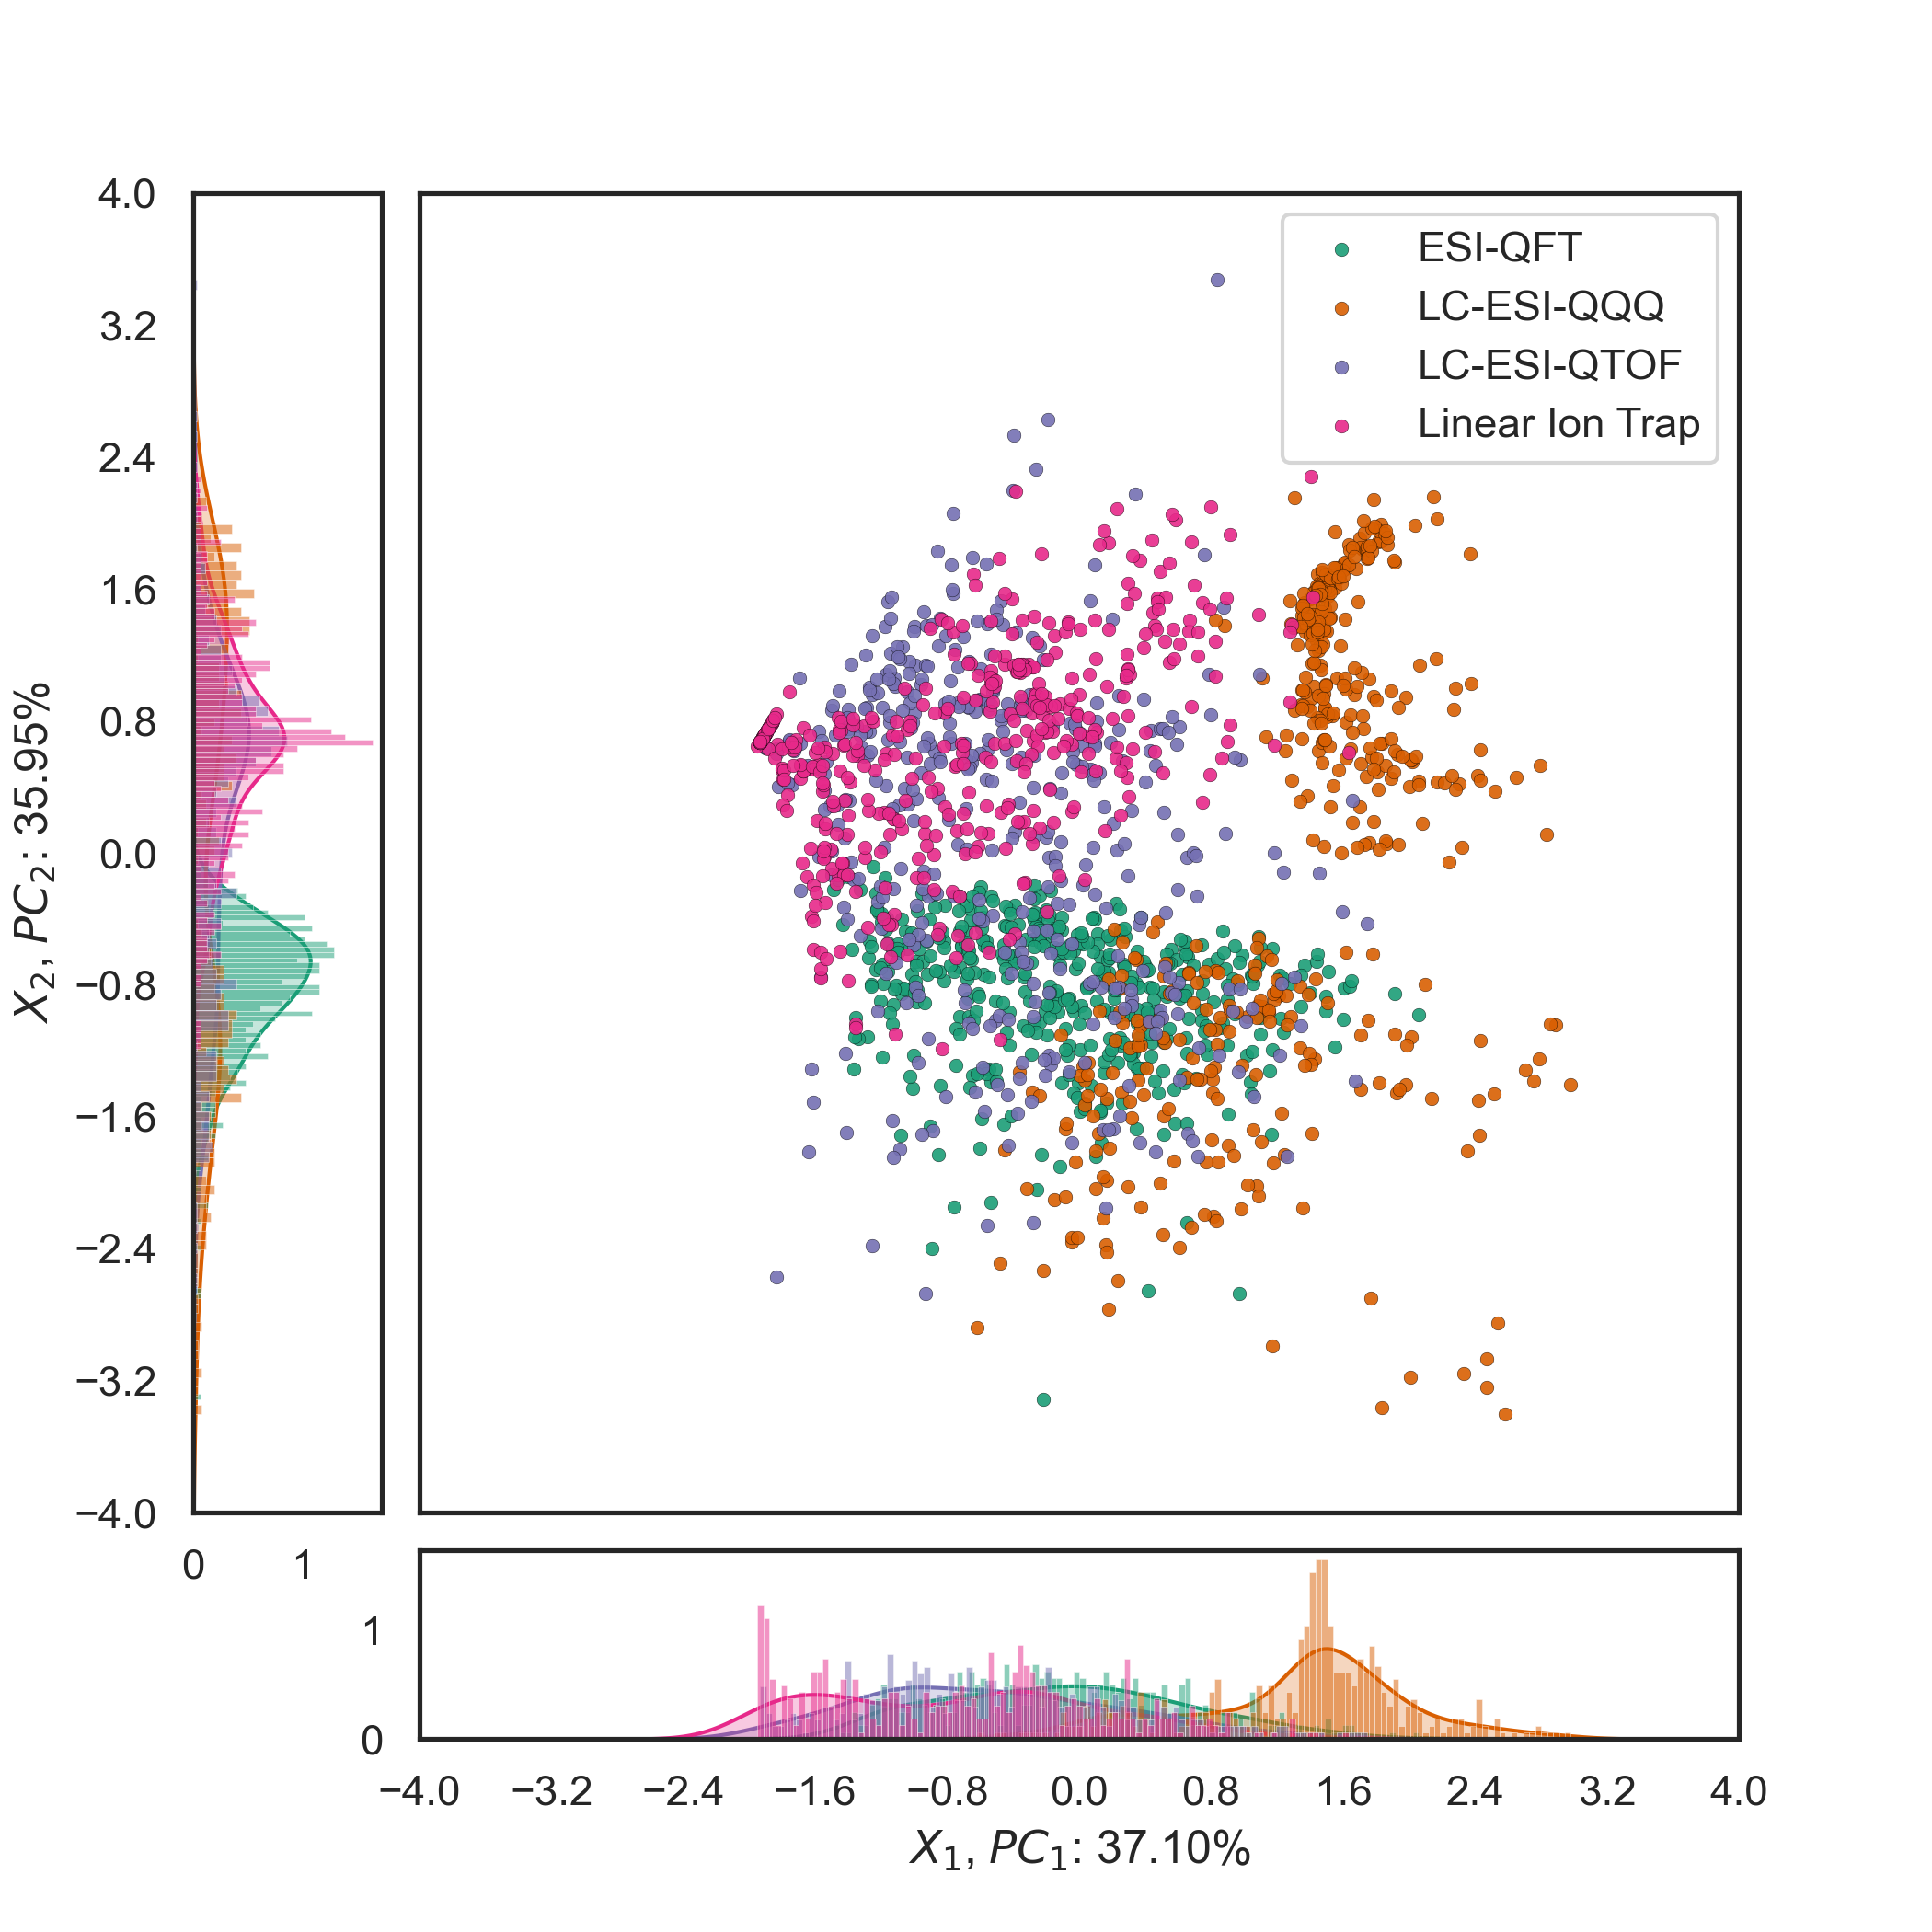 4.0
3.2
2.4
1.6
0.8
0.0
−0.8
−1.6
−2.4
−3.2
−4.0
X₂, PC₂: 35.95%
0 1
ESI-QFT
LC-ESI-QQQ
LC-ESI-QTOF
Linear Ion Trap
1
0
−4.0 −3.2 −2.4 −1.6 −0.8 0.0 0.8 1.6 2.4 3.2 4.0
X₁, PC₁: 37.10%